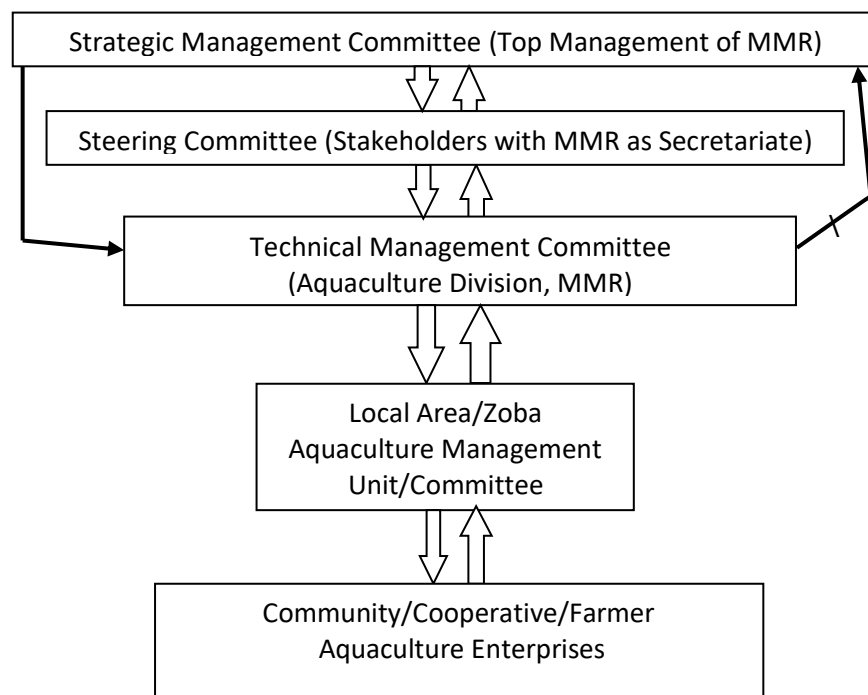 Strategic Management Committee (Top Management of MMR)
Steering Committee (Stakeholders with MMR as Secretariate)
Technical Management Committee
(Aquaculture Division, MMR)
Local Area/Zoba
Aquaculture Management
Unit/Committee
Community/Cooperative/Farmer
Aquaculture Enterprises